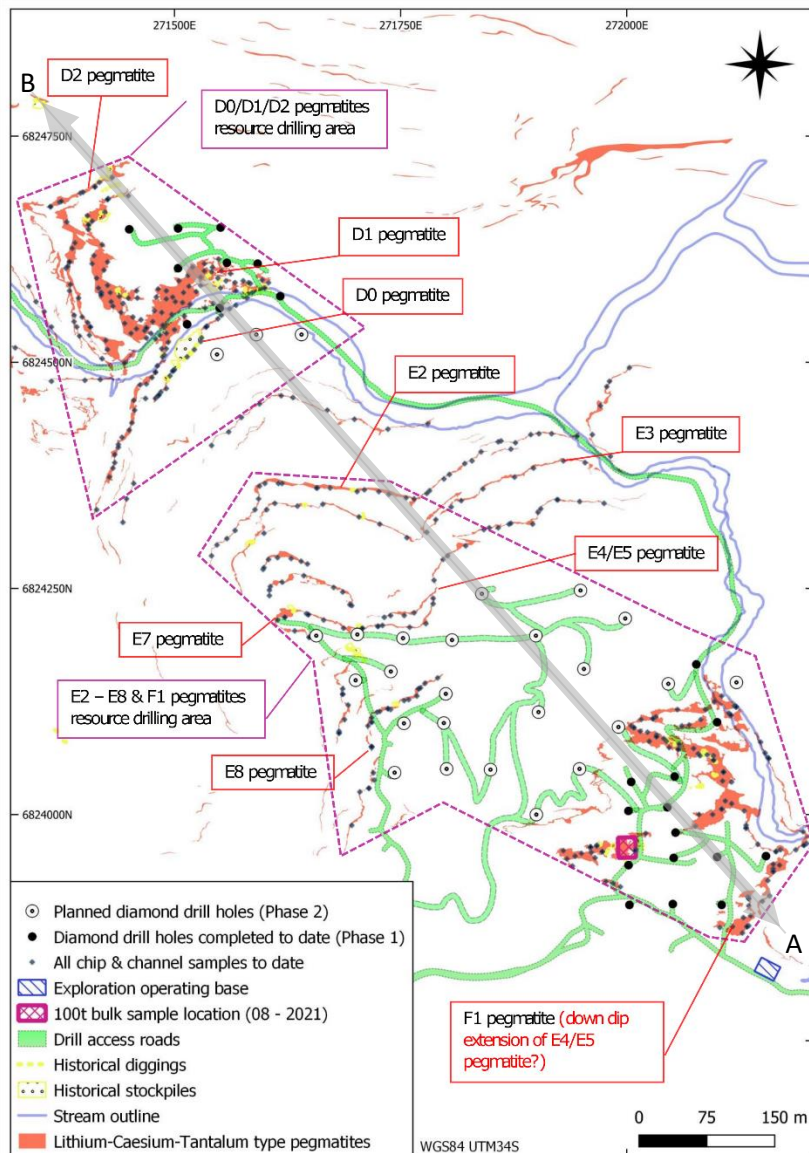 271500E
271750E
272000E
B
D2 pegmatite
D0/D1/D2 pegmatites
resource drilling area
6824750N
D1 pegmatite
D0 pegmatite
6824500N
E2 pegmatite
E3 pegmatite
E4/E5 pegmatite
6824250N
E7 pegmatite
E2 – E8 & F1 pegmatites
resource drilling area
E8 pegmatite
6824000N
A
Planned diamond drill holes (Phase 2)
Diamond drill holes completed to date (Phase 1)
All chip & channel samples to date
Exploration operating base
100t bulk sample location (08 - 2021)
Drill access roads
Historical diggings
Historical stockpiles
Stream outline
Lithium-Caesium-Tantalum type pegmatites
F1 pegmatite (down dip
extension of E4/E5
pegmatite?)
0 75 150 m
WGS84 UTM34S